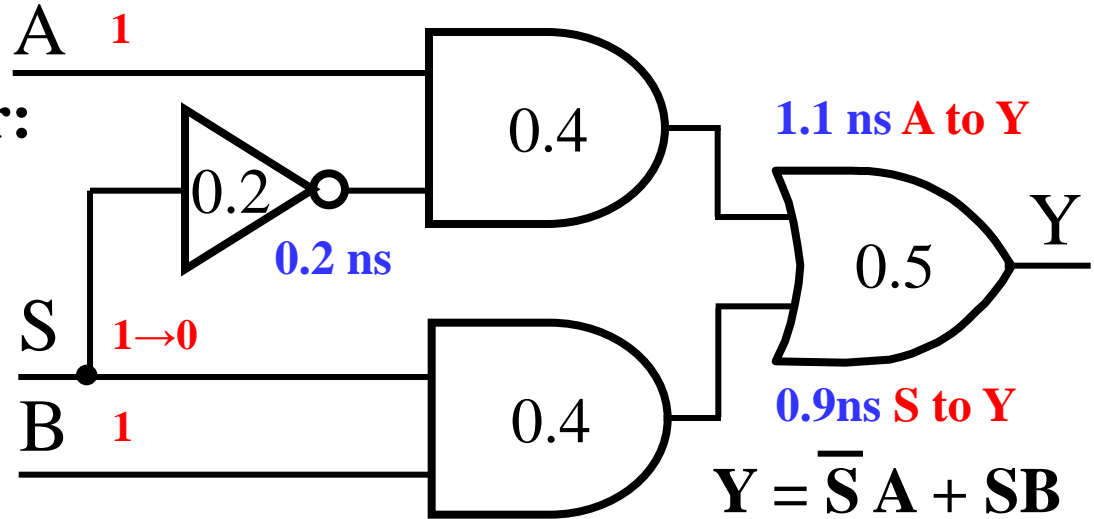 A 1
r:
0.4
1.1 ns A to Y
0.2
0.2 ns
Y
0.5
S 1→0
B 1
0.4
0.9ns S to Y
Y = S̅ A + SB